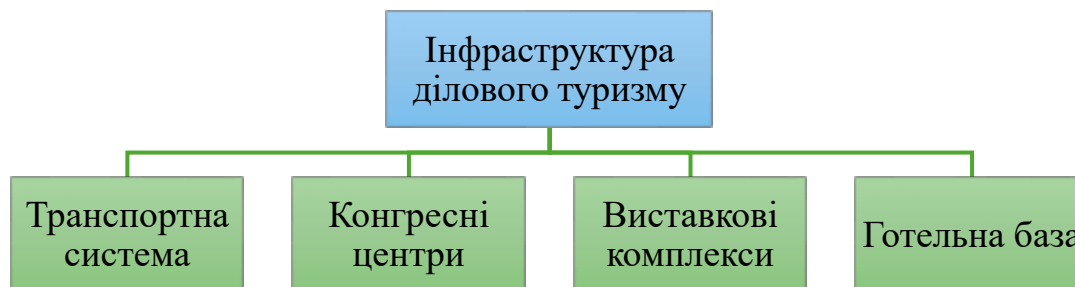 Інфраструктура
ділового туризму
Транспортна
система
Конгресні
центри
Виставкові
комплекси
Готельна база